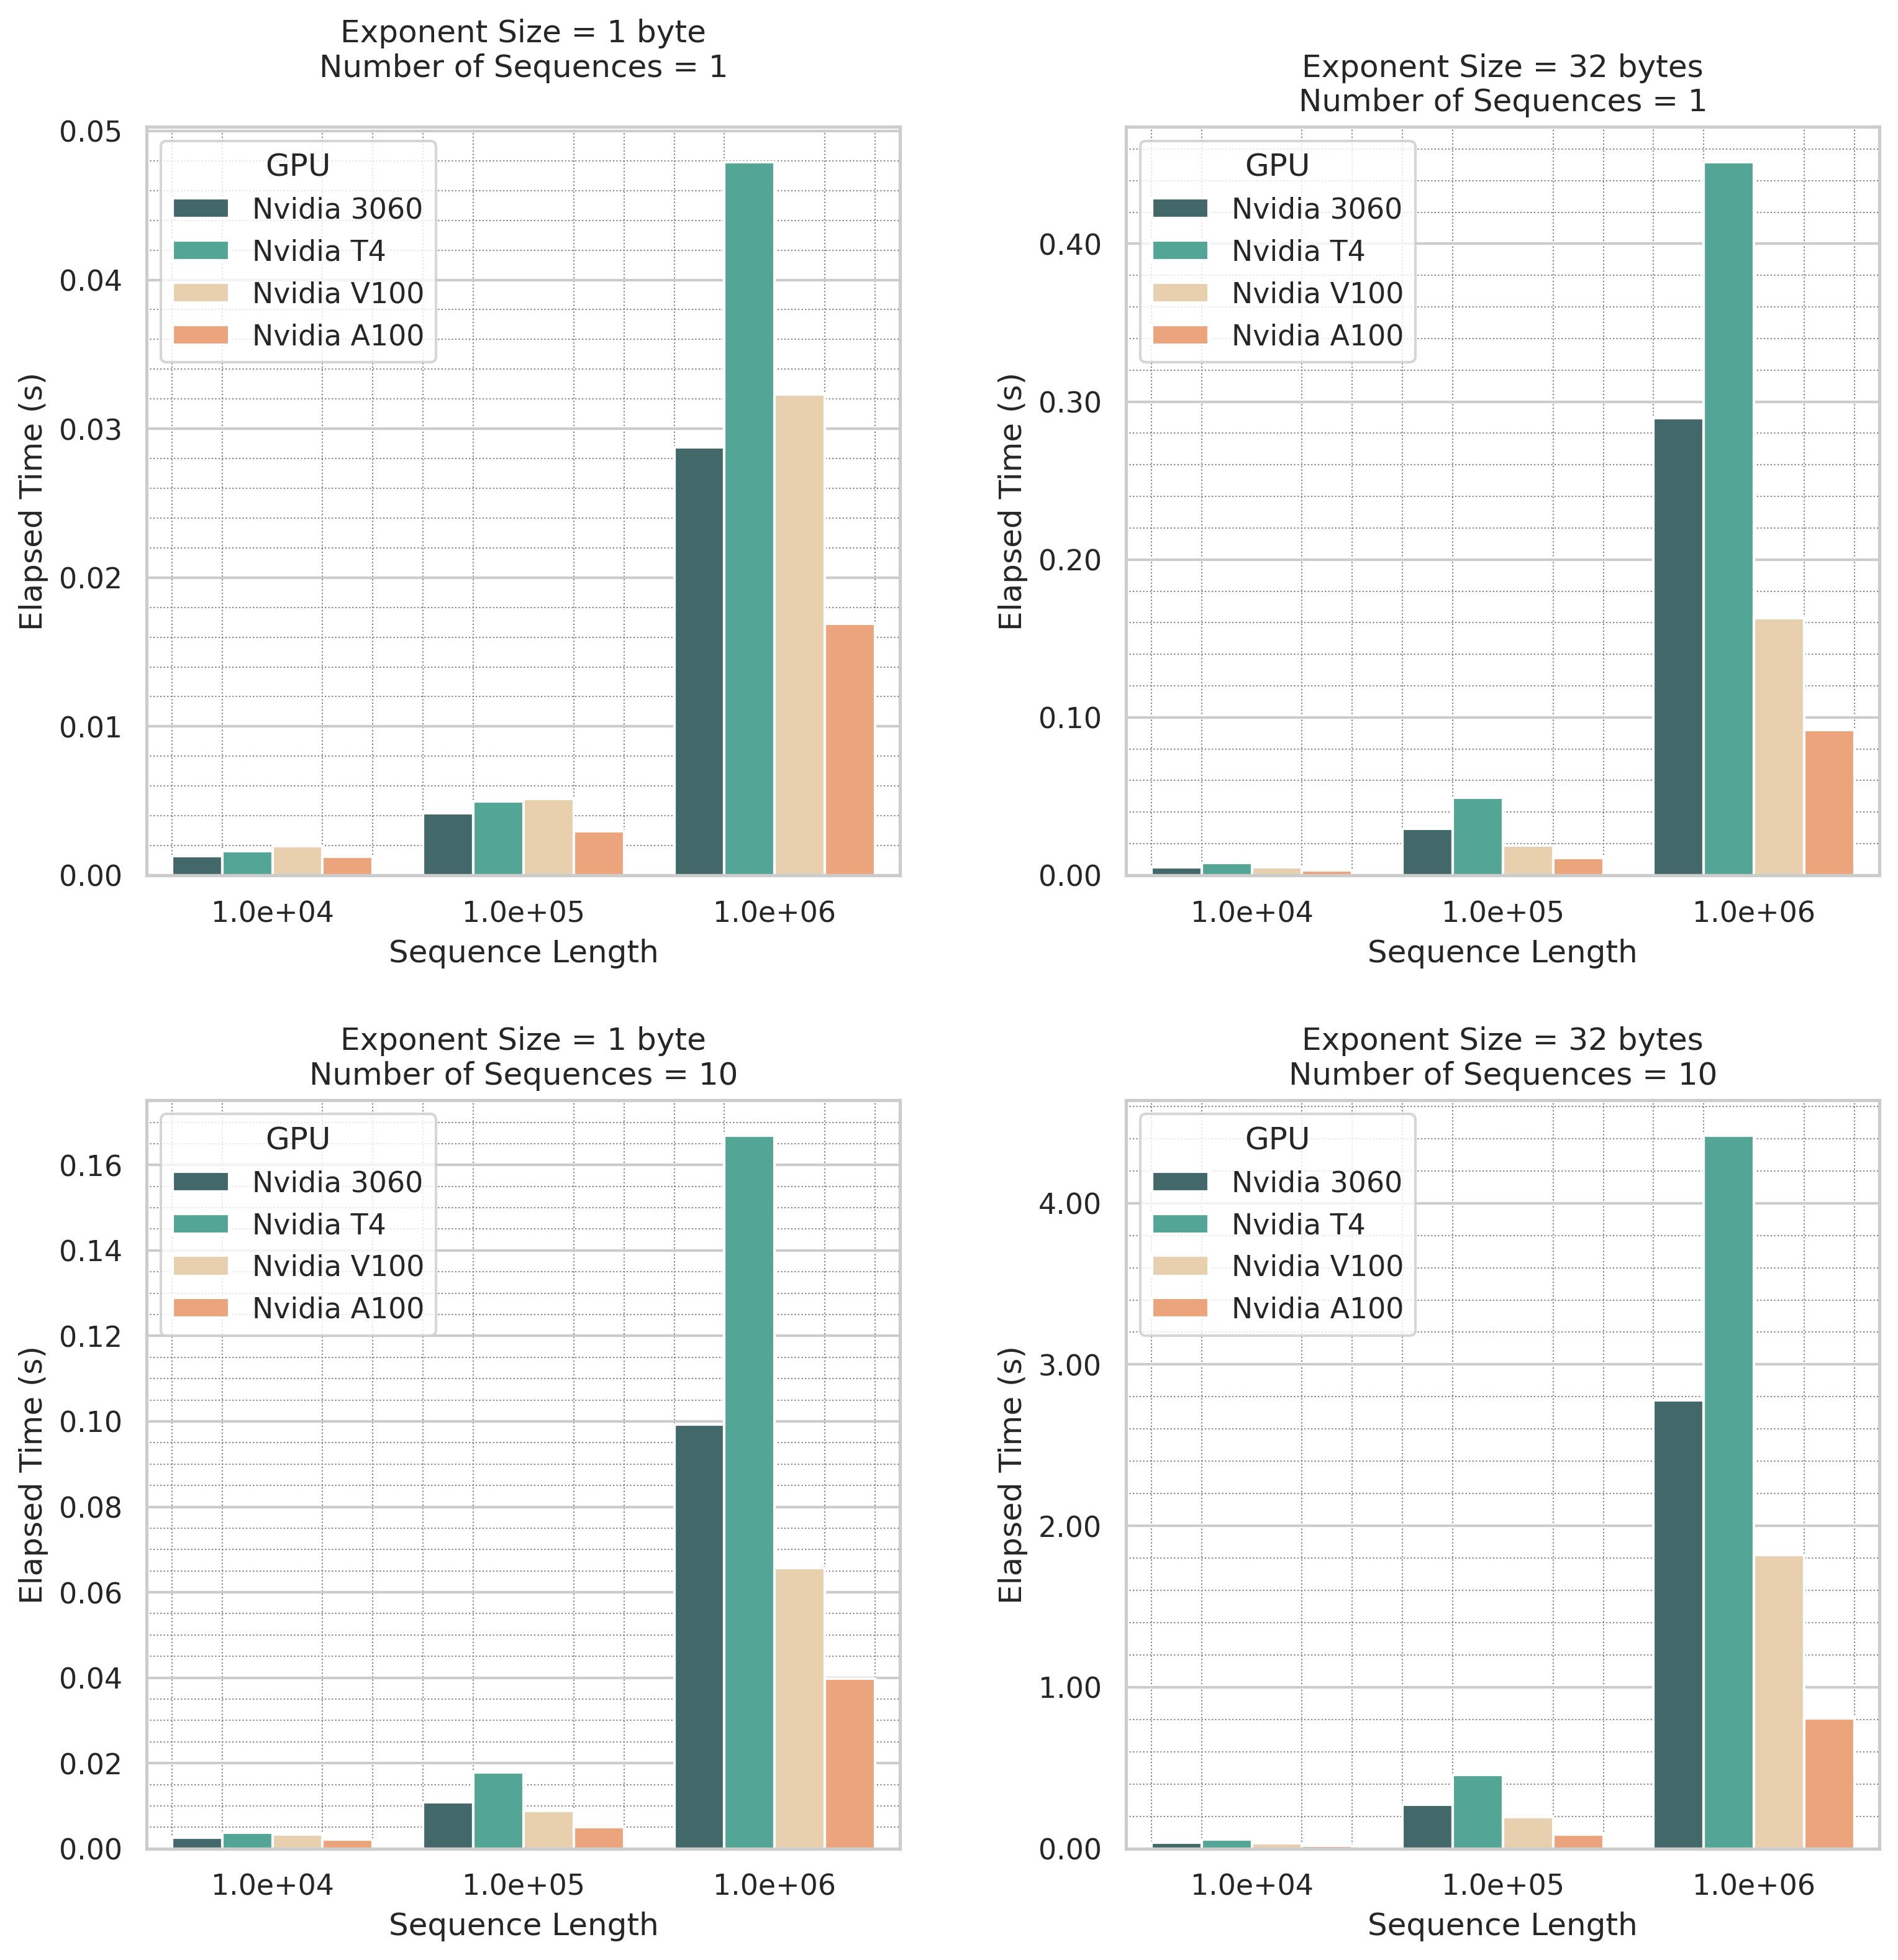 Exponent Size = 1 byte
Number of Sequences = 1
0.05
0.04
0.03
0.02
0.01
0.00
Elapsed Time (s)
GPU
Nvidia 3060
Nvidia T4
Nvidia V100
Nvidia A100
1.0e+04 1.0e+05 1.0e+06
Sequence Length
Exponent Size = 32 bytes
Number of Sequences = 1
0.40
0.30
0.20
0.10
0.00
Elapsed Time (s)
GPU
Nvidia 3060
Nvidia T4
Nvidia V100
Nvidia A100
1.0e+04 1.0e+05 1.0e+06
Sequence Length
Exponent Size = 1 byte
Number of Sequences = 10
0.16
0.14
0.12
0.10
0.08
0.06
0.04
0.02
0.00
Elapsed Time (s)
GPU
Nvidia 3060
Nvidia T4
Nvidia V100
Nvidia A100
1.0e+04 1.0e+05 1.0e+06
Sequence Length
Exponent Size = 32 bytes
Number of Sequences = 10
4.00
3.00
2.00
1.00
0.00
Elapsed Time (s)
GPU
Nvidia 3060
Nvidia T4
Nvidia V100
Nvidia A100
1.0e+04 1.0e+05 1.0e+06
Sequence Length